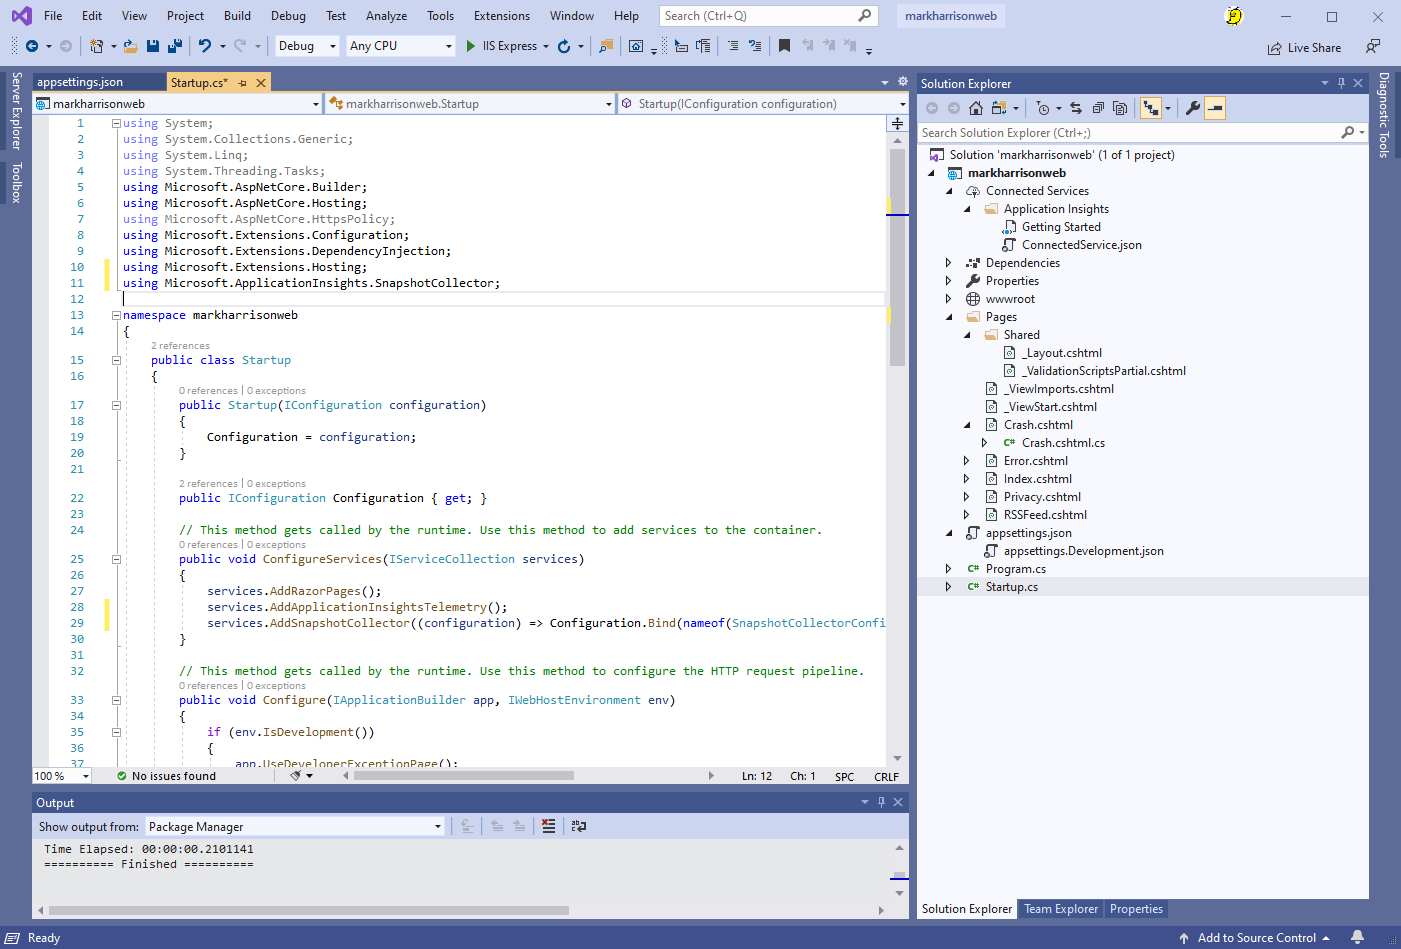 File Edit View Project Build Debug Test Analyze Tools Extensions Window Help Search (Ctrl+Q) markharrisonweb
Debug Any CPU IIS Express Live Share
Server Explorer
Toolbox
appsettings.json Startup.cs*
markharrisonweb markharrisonweb.Startup Startup(IConfiguration configuration)
1 using System;
2 using System.Collections.Generic;
3 using System.Linq;
4 using System.Threading.Tasks;
5 using Microsoft.AspNetCore.Builder;
6 using Microsoft.AspNetCore.Hosting;
7 using Microsoft.AspNetCore.HttpsPolicy;
8 using Microsoft.Extensions.Configuration;
9 using Microsoft.Extensions.DependencyInjection;
10 using Microsoft.Extensions.Hosting;
11 using Microsoft.ApplicationInsights.SnapshotCollector;
12
13 namespace markharrisonweb
14 {
2 references
15 public class Startup
16 {
0 references | 0 exceptions
17 public Startup(IConfiguration configuration)
18 {
19 Configuration = configuration;
20 }
21
2 references | 0 exceptions
22 public IConfiguration Configuration { get; }
23
24 // This method gets called by the runtime. Use this method to add services to the container.
0 references | 0 exceptions
25 public void ConfigureServices(IServiceCollection services)
26 {
27 services.AddRazorPages();
28 services.AddApplicationInsightsTelemetry();
29 services.AddSnapshotCollector((configuration) => Configuration.Bind(nameof(SnapshotCollectorConfi
30 }
31
32 // This method gets called by the runtime. Use this method to configure the HTTP request pipeline.
0 references | 0 exceptions
33 public void Configure(IApplicationBuilder app, IWebHostEnvironment env)
34 {
35 if (env.IsDevelopment())
36 {
37 app.UseDeveloperExceptionPage();
100 % No issues found Ln: 12 Ch: 1 SPC CRLF
Output
Show output from: Package Manager
Time Elapsed: 00:00:00.2101141
========== Finished ==========
Solution Explorer
Search Solution Explorer (Ctrl+;)
Solution 'markharrisonweb' (1 of 1 project)
markharrisonweb
Connected Services
Application Insights
Getting Started
ConnectedService.json
Dependencies
Properties
wwwroot
Pages
Shared
_Layout.cshtml
_ValidationScriptsPartial.cshtml
_ViewImports.cshtml
_ViewStart.cshtml
Crash.cshtml
C# Crash.cshtml.cs
Error.cshtml
Index.cshtml
Privacy.cshtml
RSSFeed.cshtml
appsettings.json
appsettings.Development.json
C# Program.cs
C# Startup.cs
Solution Explorer Team Explorer Properties
Diagnostic Tools
Ready Add to Source Control